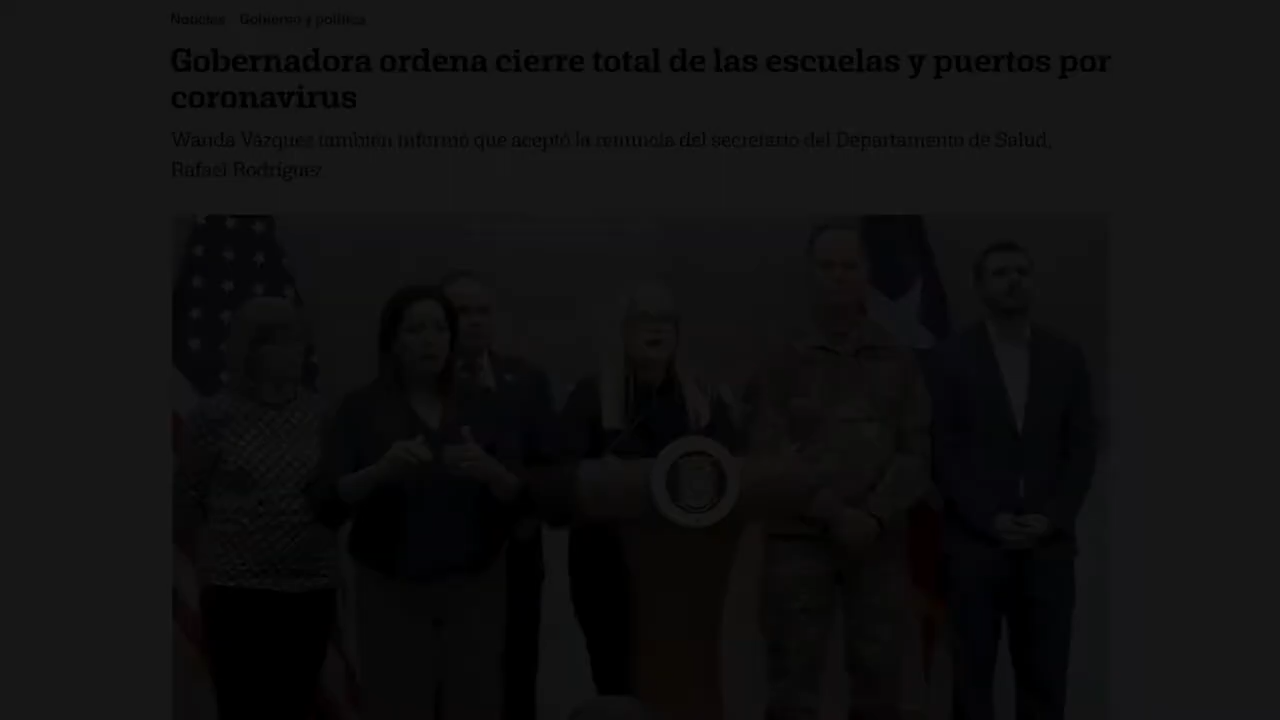 Noticias Gobierno y política
Gobernadora ordena cierre total de las escuelas y puertos por
coronavirus
Wanda Vázquez también informó que aceptó la renuncia del secretario del Departamento de Salud,
Rafael Rodríguez